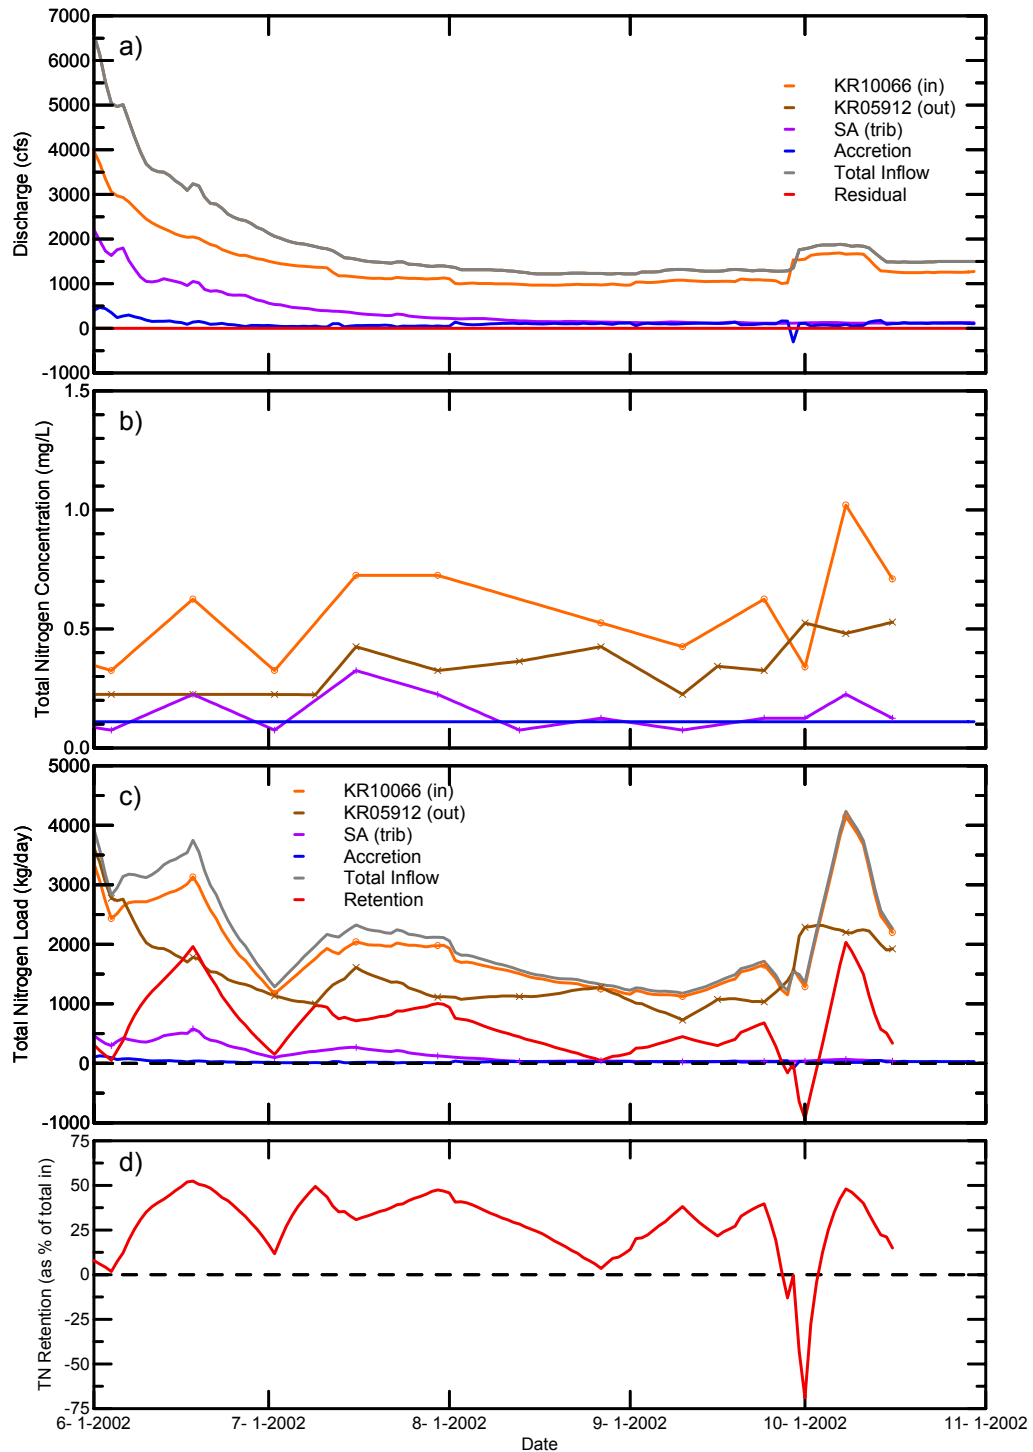 7000
a)
6000
5000
4000
3000
2000
1000
0
-1000
Discharge (cfs)
KR10066 (in)
KR05912 (out)
SA (trib)
Accretion
Total Inflow
Residual
1.5
b)
1.0
0.5
0.0
Total Nitrogen Concentration (mg/L)
5000
c)
4000
3000
2000
1000
0
-1000
Total Nitrogen Load (kg/day)
KR10066 (in)
KR05912 (out)
SA (trib)
Accretion
Total Inflow
Retention
75
d)
50
25
0
-25
-50
-75
TN Retention (as % of total in)
6- 1-2002 7- 1-2002 8- 1-2002 9- 1-2002 10- 1-2002 11- 1-2002
Date